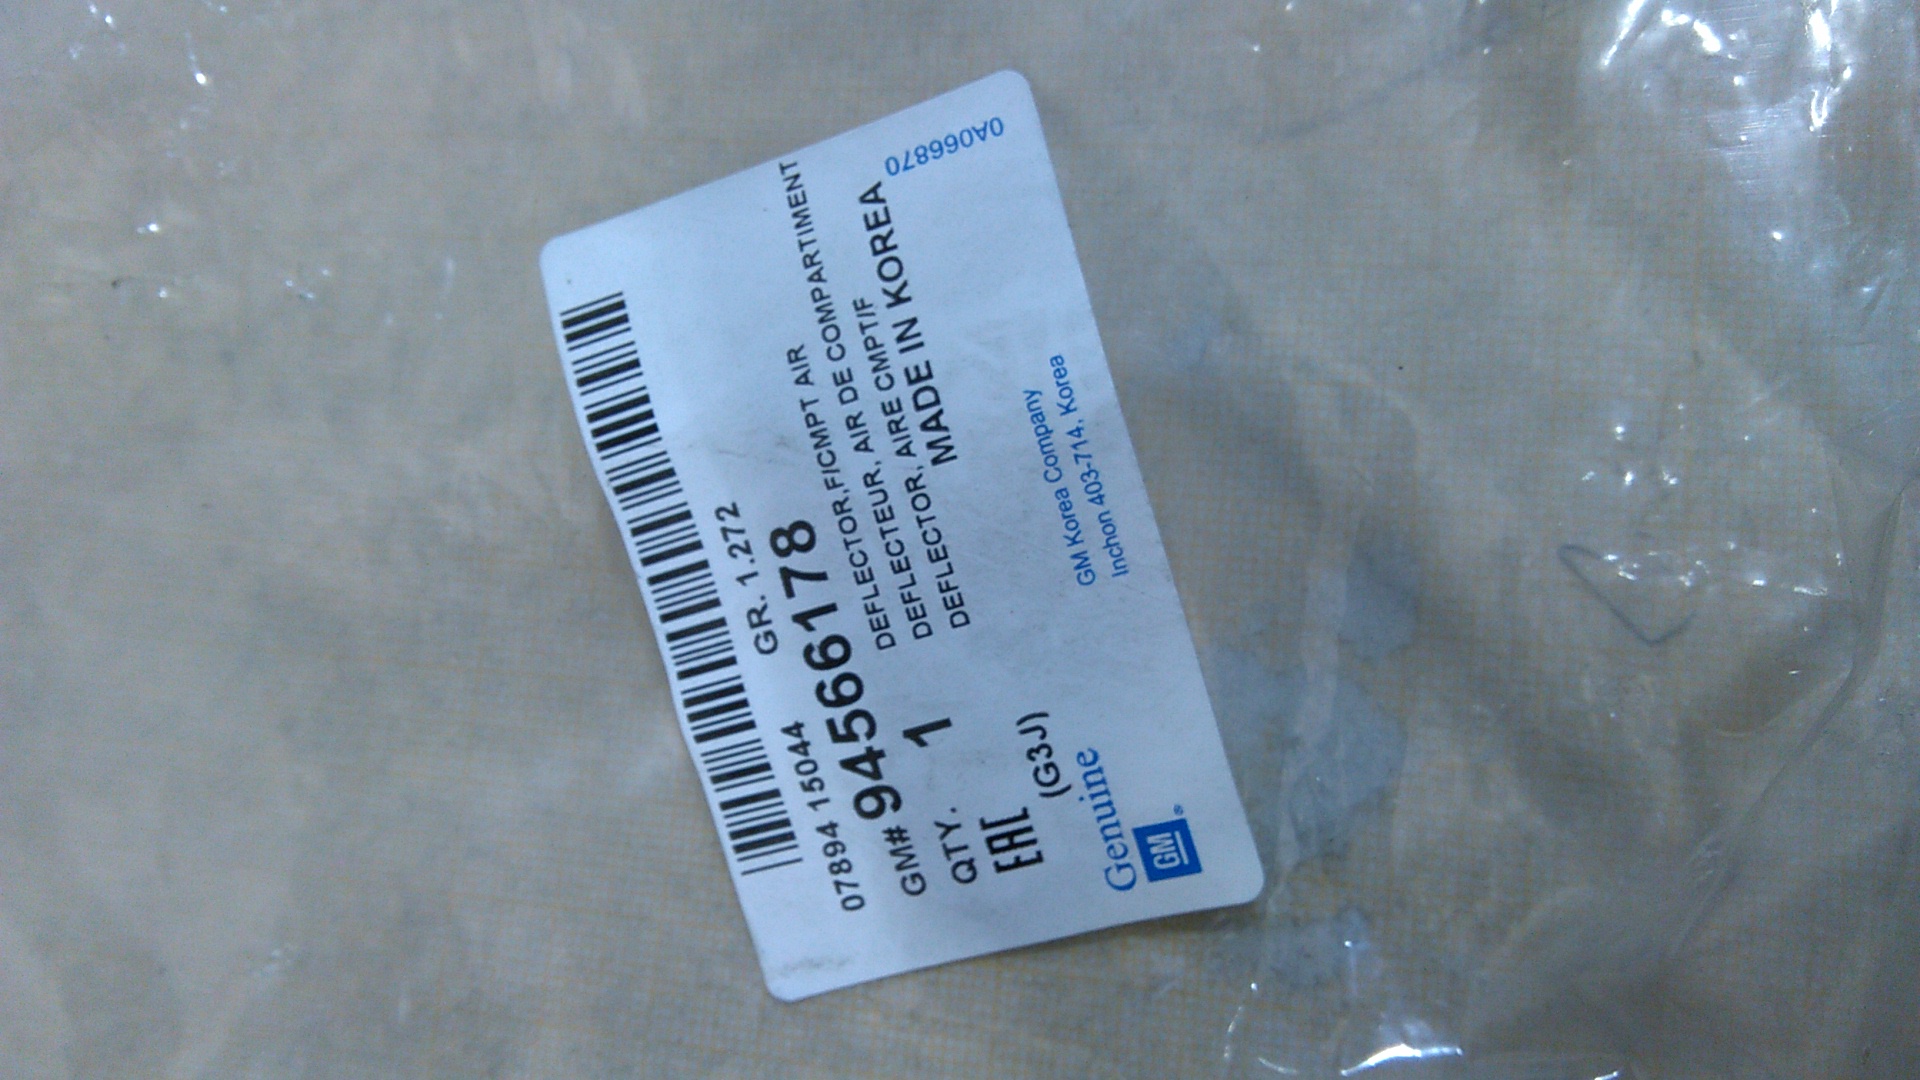 07894 15044 GR. 1.272
GM# 94566178
QTY. 1
DEFLECTOR,F/CMPT AIR
DEFLECTEUR, AIR DE COMPARTIMENT
DEFLECTOR, AIRE CMPT/F
MADE IN KOREA
EAC
(G3J)
Genuine
GM ®
GM Korea Company
Inchon 403-714, Korea
0A066870